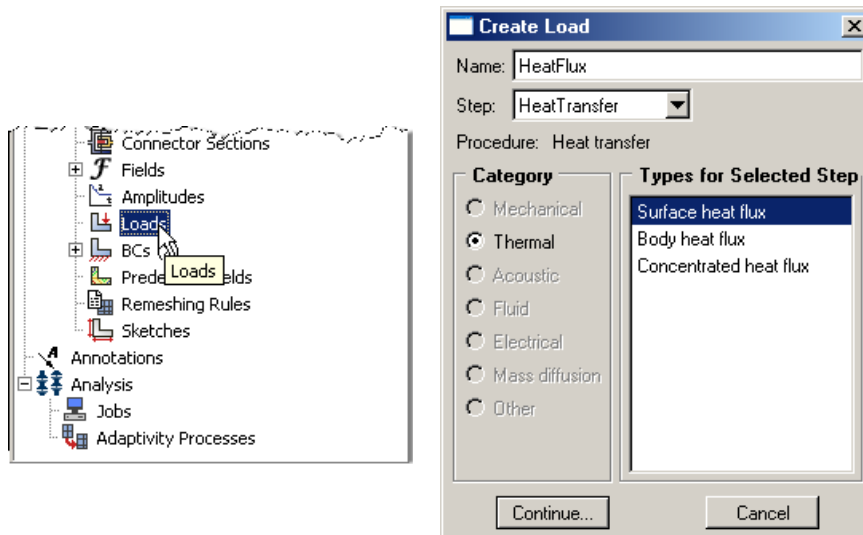 Connector Sections
Fields
Amplitudes
Loads
BCs
Loads
Remeshing Rules
Sketches
Annotations
Analysis
Jobs
Adaptivity Processes
Create Load
Name: HeatFlux
Step: HeatTransfer
Procedure: Heat transfer
Category
Mechanical
Thermal
Acoustic
Fluid
Electrical
Mass diffusion
Other
Types for Selected Step
Surface heat flux
Body heat flux
Concentrated heat flux
Continue...
Cancel